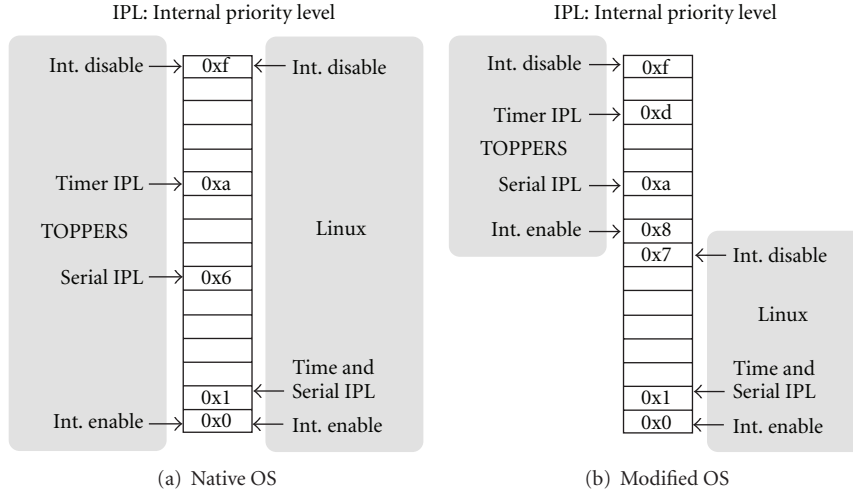 IPL: Internal priority level
Int. disable
0xf
Int. disable
Timer IPL
0xa
TOPPERS
Linux
Serial IPL
0x6
Time and
Serial IPL
0x1
Int. enable
0x0
Int. enable
(a) Native OS
IPL: Internal priority level
Int. disable
0xf
Timer IPL
0xd
TOPPERS
Serial IPL
0xa
Int. enable
0x8
0x7
Int. disable
Linux
Time and
Serial IPL
0x1
0x0
Int. enable
(b) Modified OS